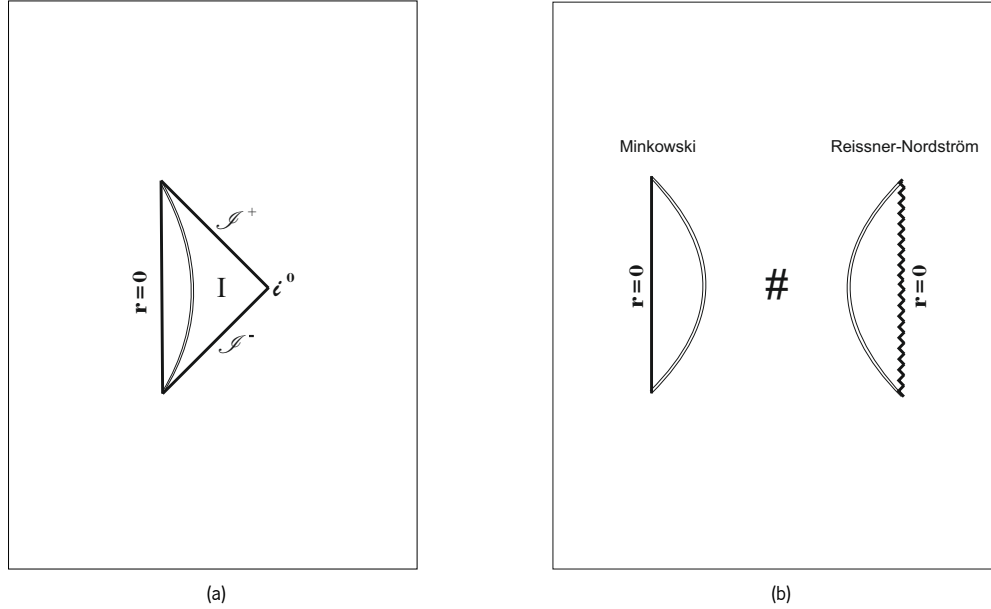 r=0
I
ℐ⁺
i⁰
ℐ⁻
(a)
Minkowski
Reissner-Nordström
r=0
#
r=0
(b)